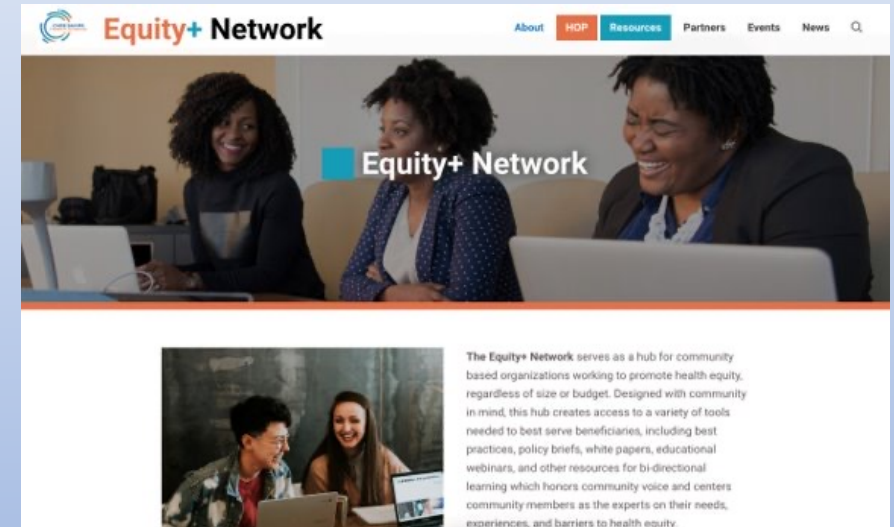 Equity+ Network
About HOP Resources Partners Events News
Equity+ Network
The Equity+ Network serves as a hub for community
based organizations working to promote health equity,
regardless of size or budget. Designed with community
in mind, this hub creates access to a variety of tools
needed to best serve beneficiaries, including best
practices, policy briefs, white papers, educational
webinars, and other resources for bi-directional
learning which honors community voice and centers
community members as the experts on their needs,
experiences, and barriers to health equity.